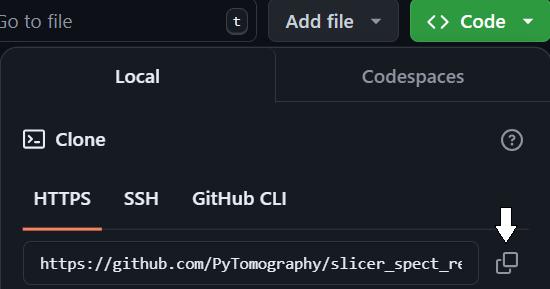 Go to file
t
Add file
Code
Local
Codespaces
Clone
?
HTTPS
SSH
GitHub CLI
https://github.com/PyTomography/slicer_spect_re